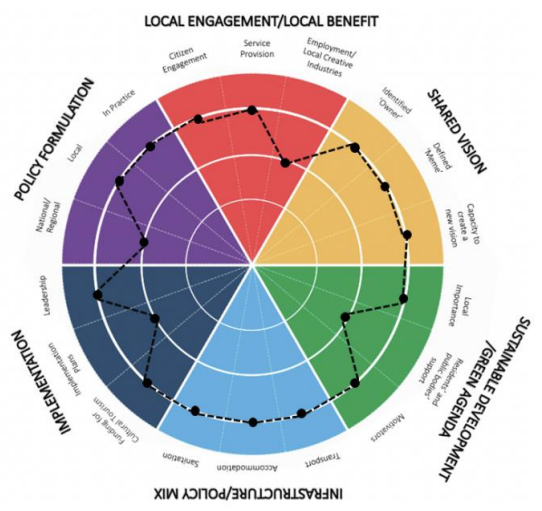 LOCAL ENGAGEMENT/LOCAL BENEFIT
Citizen
Engagement
Service
Provision
Employment/
Local Creative
Industries
SHARED VISION
Identified
'Owner'
Defined
'Meme'
Capacity to
create a
new vision
SUSTAINABLE DEVELOPMENT
/GREEN AGENDA
Local
Importance
Residents' and
public bodies'
support
Motivators
INFRASTRASTURE/POLICY MIX
Transport
Accommodation
Sanitation
IMPLEMENTATION
Funding for
Cultural Tourism
Implementation
Plans
Leadership
POLICY FORMULATION
National/
Regional
Local
In Practice